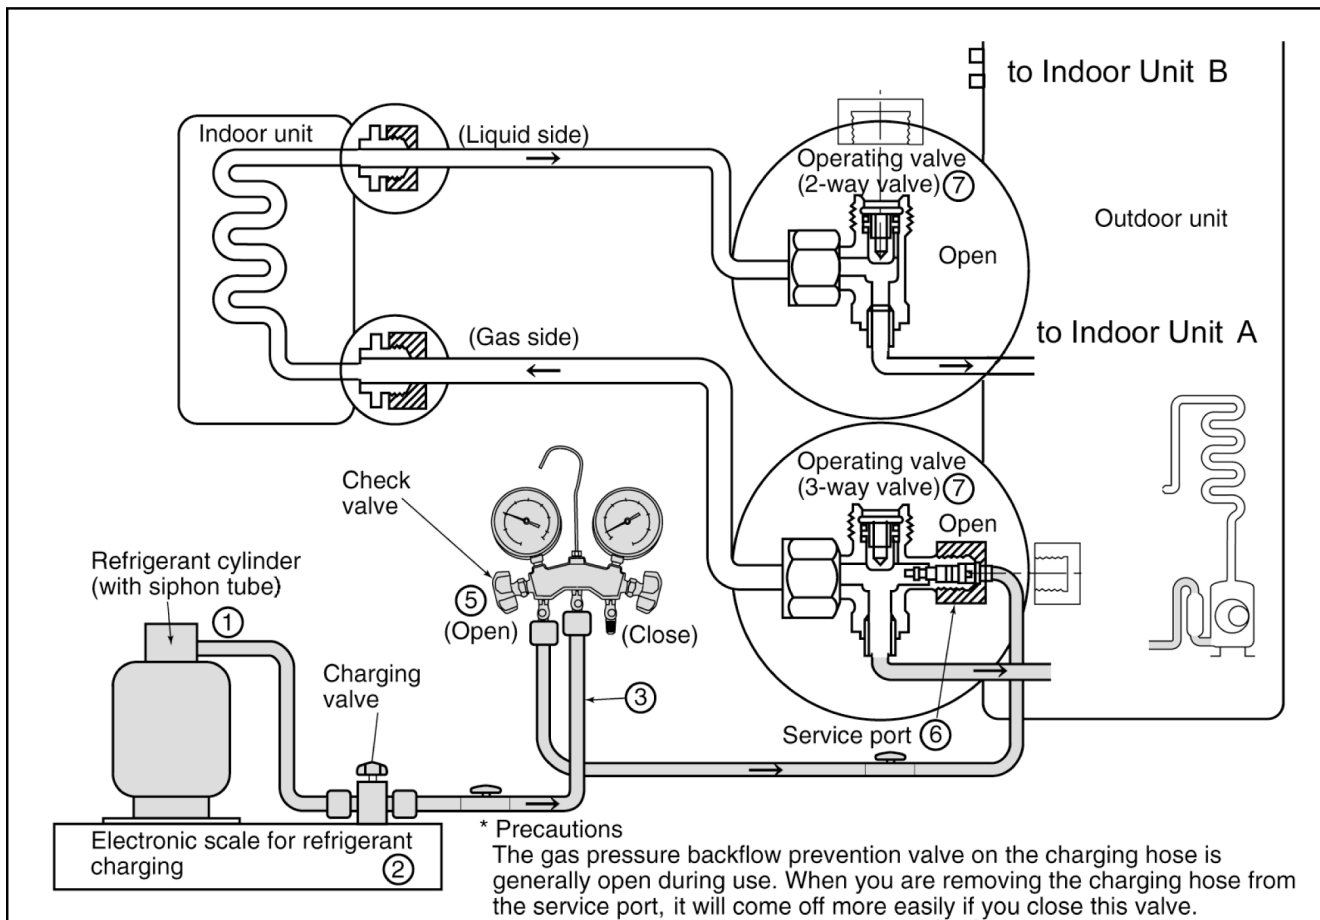 to Indoor Unit B
Indoor unit
(Liquid side)
Operating valve
(2-way valve) 7
Outdoor unit
Open
(Gas side)
to Indoor Unit A
Operating valve
(3-way valve) 7
Open
Check
valve
Refrigerant cylinder
(with siphon tube)
1
5
(Open)
(Close)
Charging
valve
3
Service port 6
Electronic scale for refrigerant
charging
2
* Precautions
The gas pressure backflow prevention valve on the charging hose is
generally open during use. When you are removing the charging hose from
the service port, it will come off more easily if you close this valve.